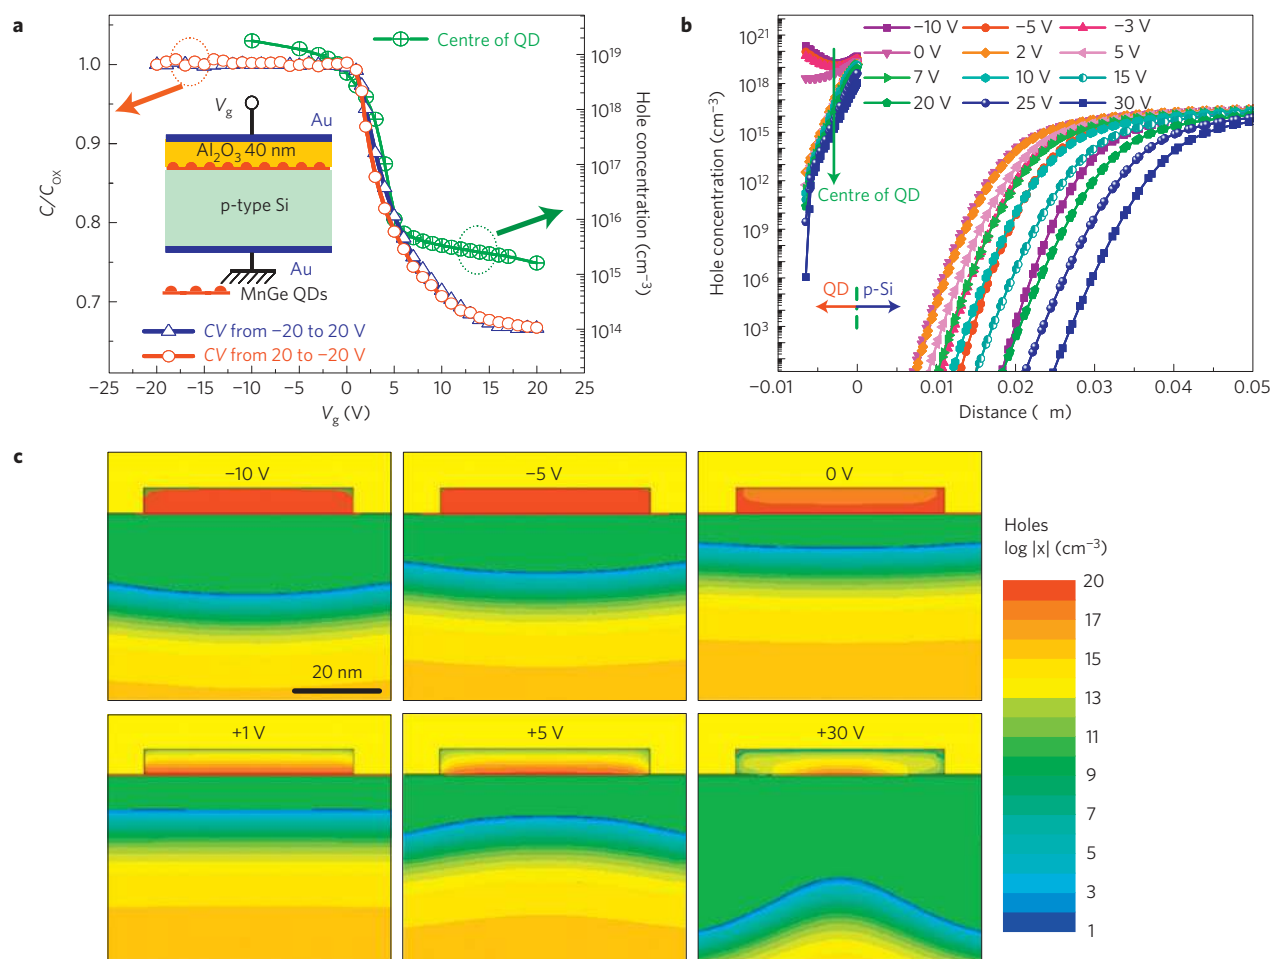 a
1.0
0.9
0.8
0.7
C/C_OX
V_g
Au
Al₂O₃ 40 nm
p-type Si
Au
MnGe QDs
CV from −20 to 20 V
CV from 20 to −20 V
Centre of QD
10¹⁹
10¹⁸
10¹⁷
10¹⁶
10¹⁵
10¹⁴
Hole concentration (cm⁻³)
−25 −20 −15 −10 −5 0 5 10 15 20 25
V_g (V)
b
10²¹
10¹⁸
10¹⁵
10¹²
10⁹
10⁶
10³
Hole concentration (cm⁻³)
−10 V −5 V −3 V
0 V 2 V 5 V
7 V 10 V 15 V
20 V 25 V 30 V
Centre of QD
QD p-Si
−0.01 0 0.01 0.02 0.03 0.04 0.05
Distance ( m)
c
−10 V −5 V 0 V
20 nm
+1 V +5 V +30 V
Holes
log |x| (cm⁻³)
20
17
15
13
11
9
7
5
3
1